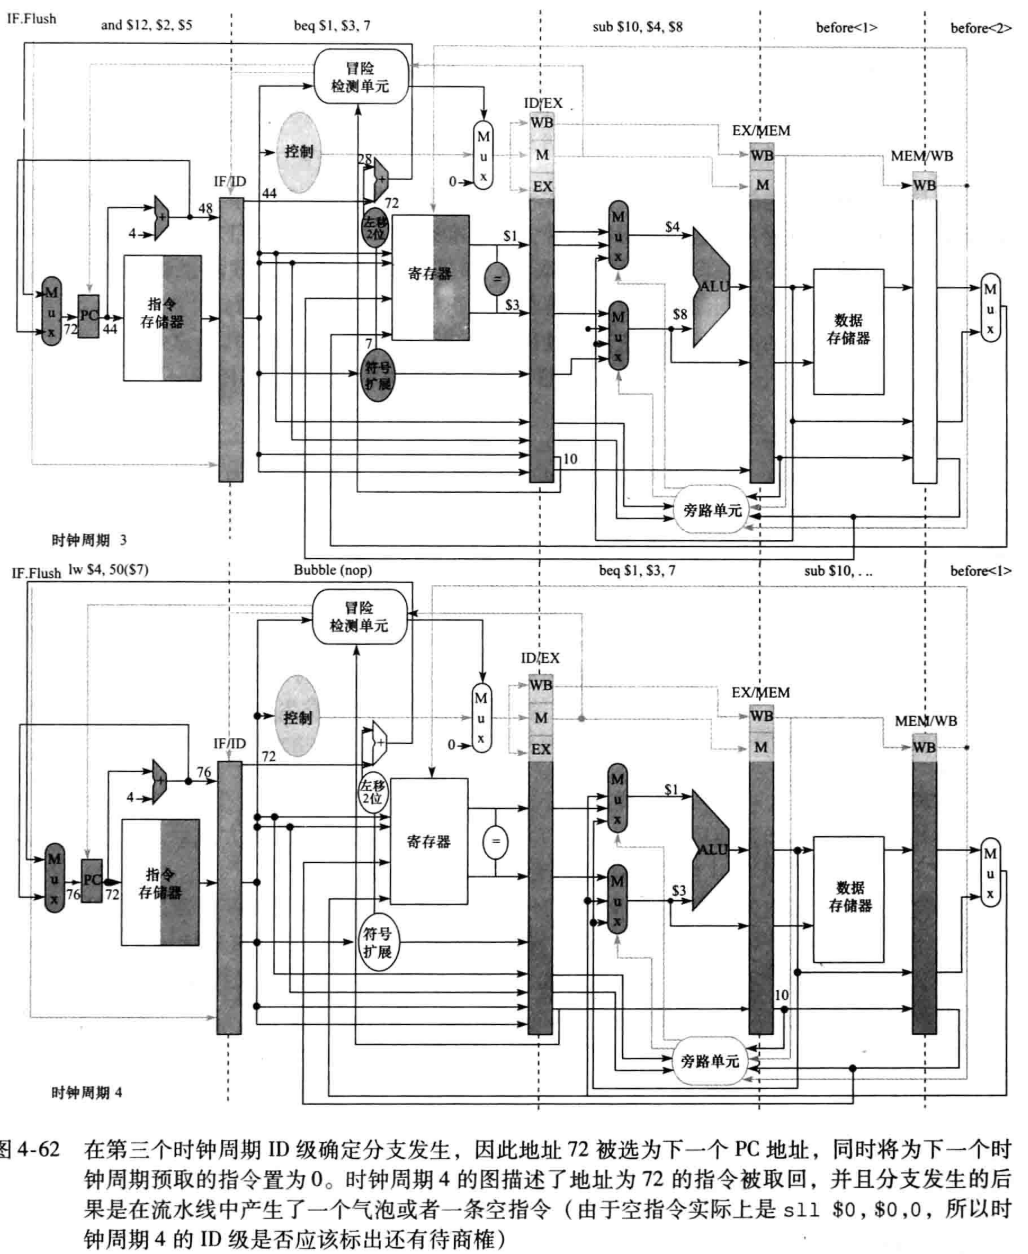 IF.Flush
and $12, $2, $5
beq $1, $3, 7
sub $10, $4, $8
before<1>
before<2>
冒险
检测单元
ID/EX
WB
EX/MEM
M
u
x
控制
M
WB
MEM/WB
28
IF/ID
0
EX
M
WB
44
72
48
左移
2位
M
u
x
$4
$1
4
寄存器
=
ALU
M
u
x
指令
存储器
M
u
x
$8
M
u
x
PC
72
44
$3
数据
存储器
7
符号
扩展
10
旁路单元
时钟周期 3
IF.Flush
lw $4, 50($7)
Bubble (nop)
beq $1, $3, 7
sub $10, . . .
before<1>
冒险
检测单元
ID/EX
WB
EX/MEM
控制
M
u
x
M
WB
MEM/WB
IF/ID
0
EX
M
WB
72
76
左移
2位
M
u
x
$1
4
寄存器
=
ALU
M
u
x
指令
存储器
M
u
x
$3
M
u
x
PC
76
72
数据
存储器
符号
扩展
10
旁路单元
时钟周期 4
图 4-62 在第三个时钟周期 ID 级确定分支发生，因此地址 72 被选为下一个 PC 地址，同时将为下一个时
钟周期预取的指令置为 0。时钟周期 4 的图描述了地址为 72 的指令被取回，并且分支发生的后
果是在流水线中产生了一个气泡或者一条空指令（由于空指令实际上是 sll $0,$0,0，所以时
钟周期 4 的 ID 级是否应该标出还有待商榷）